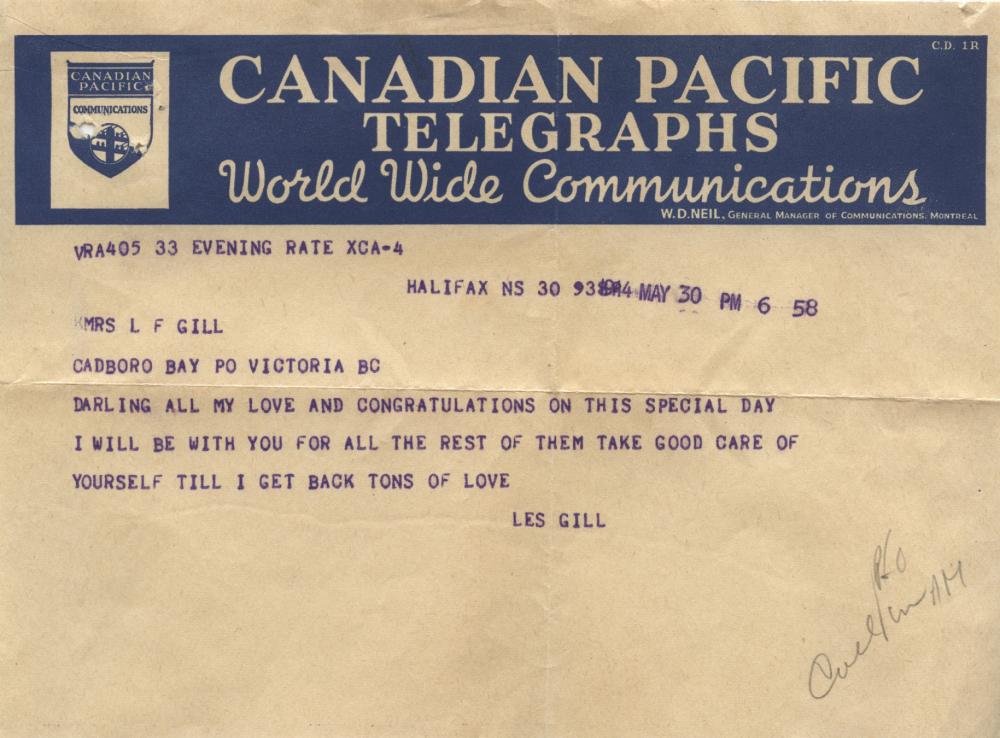 C.D. 1R
CANADIAN PACIFIC
COMMUNICATIONS
CANADIAN PACIFIC
TELEGRAPHS
World Wide Communications
W.D.NEIL, GENERAL MANAGER OF COMMUNICATIONS. MONTREAL
VRA405 33 EVENING RATE XCA-4
HALIFAX NS 30 MAY 30 PM 6 58
MRS L F GILL
CADBORO BAY PO VICTORIA BC
DARLING ALL MY LOVE AND CONGRATULATIONS ON THIS SPECIAL DAY
I WILL BE WITH YOU FOR ALL THE REST OF THEM TAKE GOOD CARE OF
YOURSELF TILL I GET BACK TONS OF LOVE
LES GILL
AM